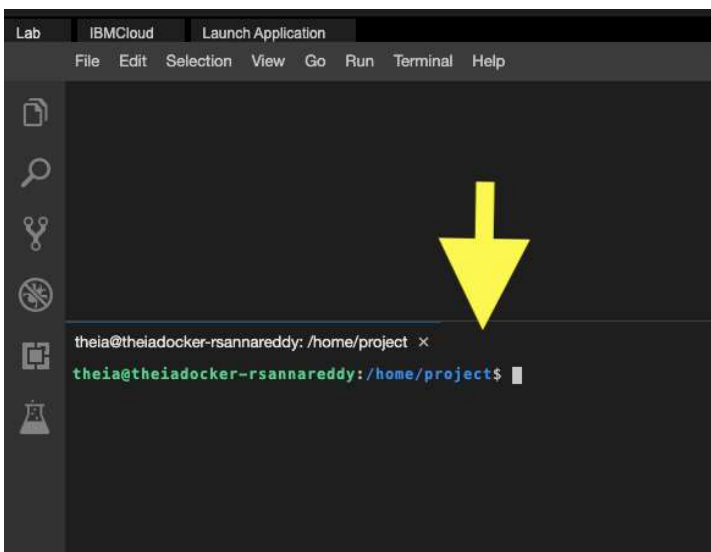 Lab IBMCloud Launch Application
File Edit Selection View Go Run Terminal Help
theia@theiadocker-rsannareddy: /home/project ×
theia@theiadocker-rsannareddy:/home/project$